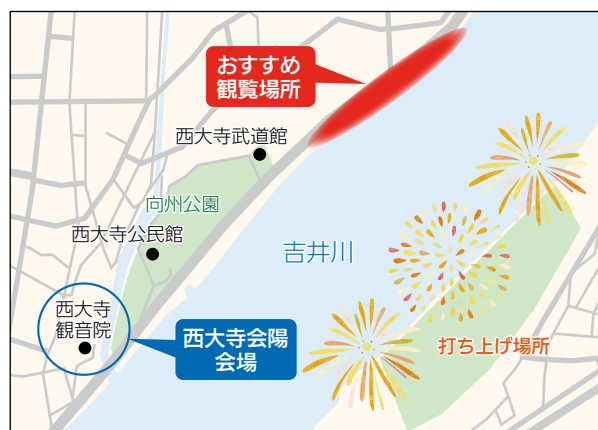 おすすめ
観覧場所
西大寺武道館
向州公園
西大寺公民館
吉井川
西大寺
観音院
西大寺会陽
会場
打ち上げ場所